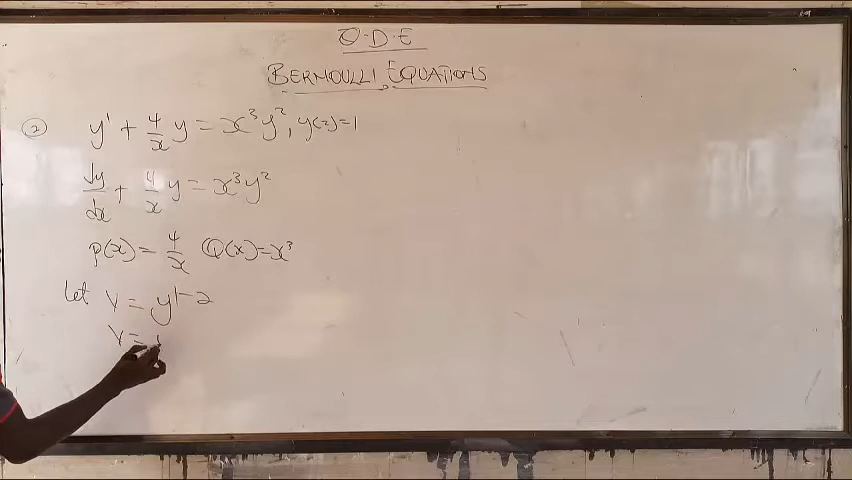 O.D.E
BERNOULLI EQUATIONS
② y' + 4/x y = x³y², y(2)=1
dy/dx + 4/x y = x³y²
p(x) = 4/x Q(x)=x³
let v = y¹⁻²
v =